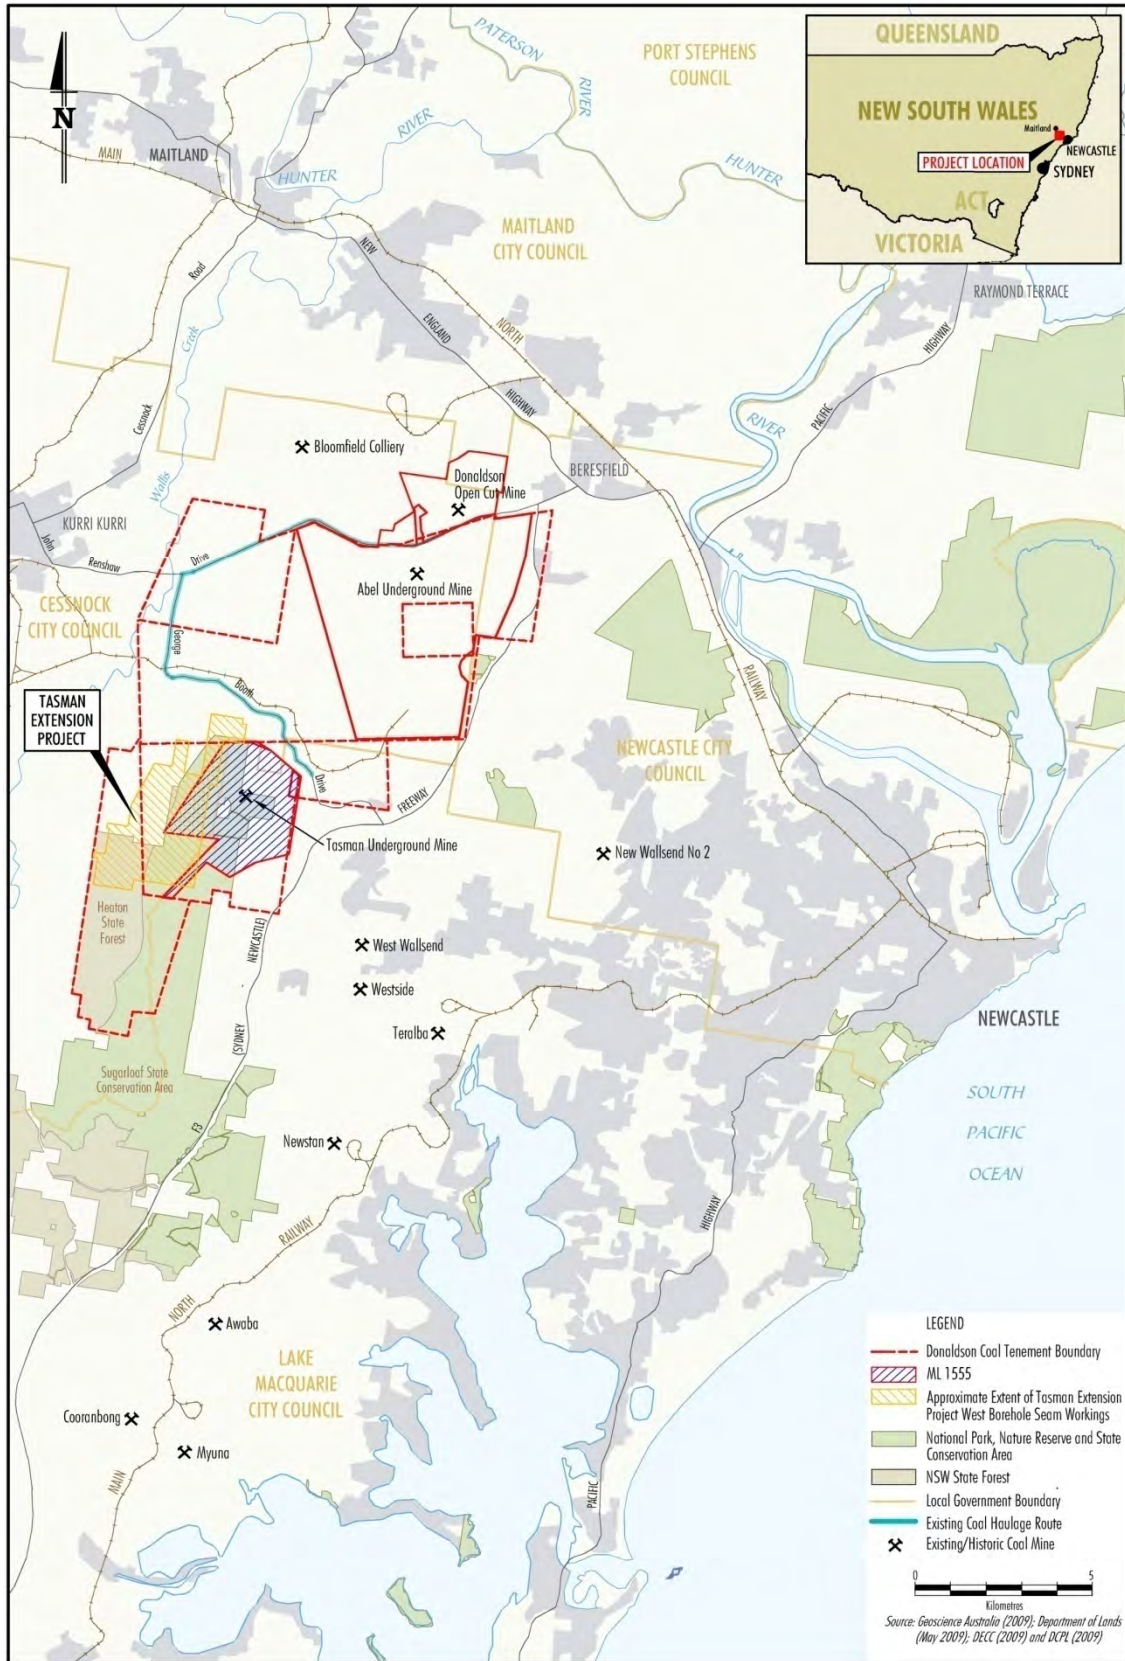 N
PATERSON
RIVER
PORT STEPHENS
COUNCIL
QUEENSLAND
NEW SOUTH WALES
Maitland
NEWCASTLE
PROJECT LOCATION
SYDNEY
ACT
VICTORIA
MAIN
MAITLAND
RIVER
HUNTER
HUNTER
MAITLAND
CITY COUNCIL
NEW
ENGLAND
HIGHWAY
NORTH
RAYMOND TERRACE
HIGHWAY
PACIFIC
RIVER
Road
Cessnock
Creek
Wallis
Bloomfield Colliery
Donaldson
Open Cut Mine
BERESFIELD
KURRI KURRI
John
Renshaw
Drive
Abel Underground Mine
CESSNOCK
CITY COUNCIL
George
Booth
Drive
RAILWAY
TASMAN
EXTENSION
PROJECT
NEWCASTLE CITY
COUNCIL
FREEWAY
Tasman Underground Mine
New Wallsend No 2
Heaton
State
Forest
NEWCASTLE)
(SYDNEY
F3
West Wallsend
Westside
Teralba
NEWCASTLE
Sugarloaf State
Conservation Area
SOUTH
PACIFIC
OCEAN
Newstan
RAILWAY
NORTH
MAIN
HIGHWAY
PACIFIC
Awaba
LAKE
MACQUARIE
CITY COUNCIL
Cooranbong
Myuna
LEGEND
Donaldson Coal Tenement Boundary
ML 1555
Approximate Extent of Tasman Extension
Project West Borehole Seam Workings
National Park, Nature Reserve and State
Conservation Area
NSW State Forest
Local Government Boundary
Existing Coal Haulage Route
Existing/Historic Coal Mine
0 5
Kilometres
Source: Geoscience Australia (2009); Department of Lands
(May 2009); DECC (2009) and DCPL (2009)